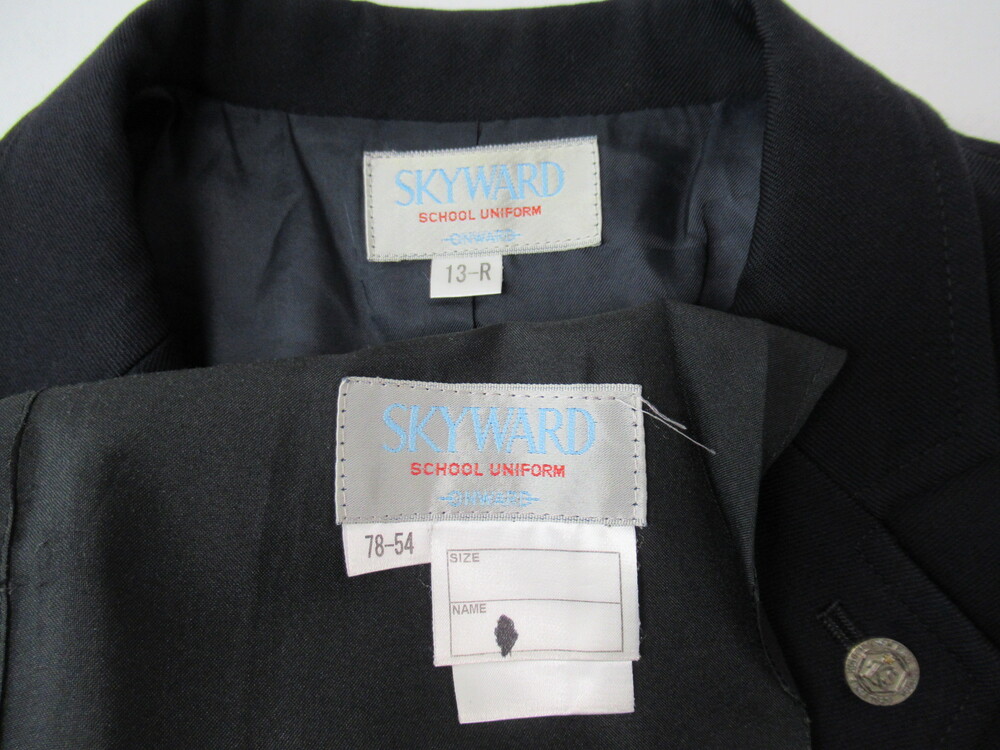 SKYWARD
SCHOOL UNIFORM
ONWARD
13-R
SKYWARD
SCHOOL UNIFORM
ONWARD
78-54
SIZE
NAME